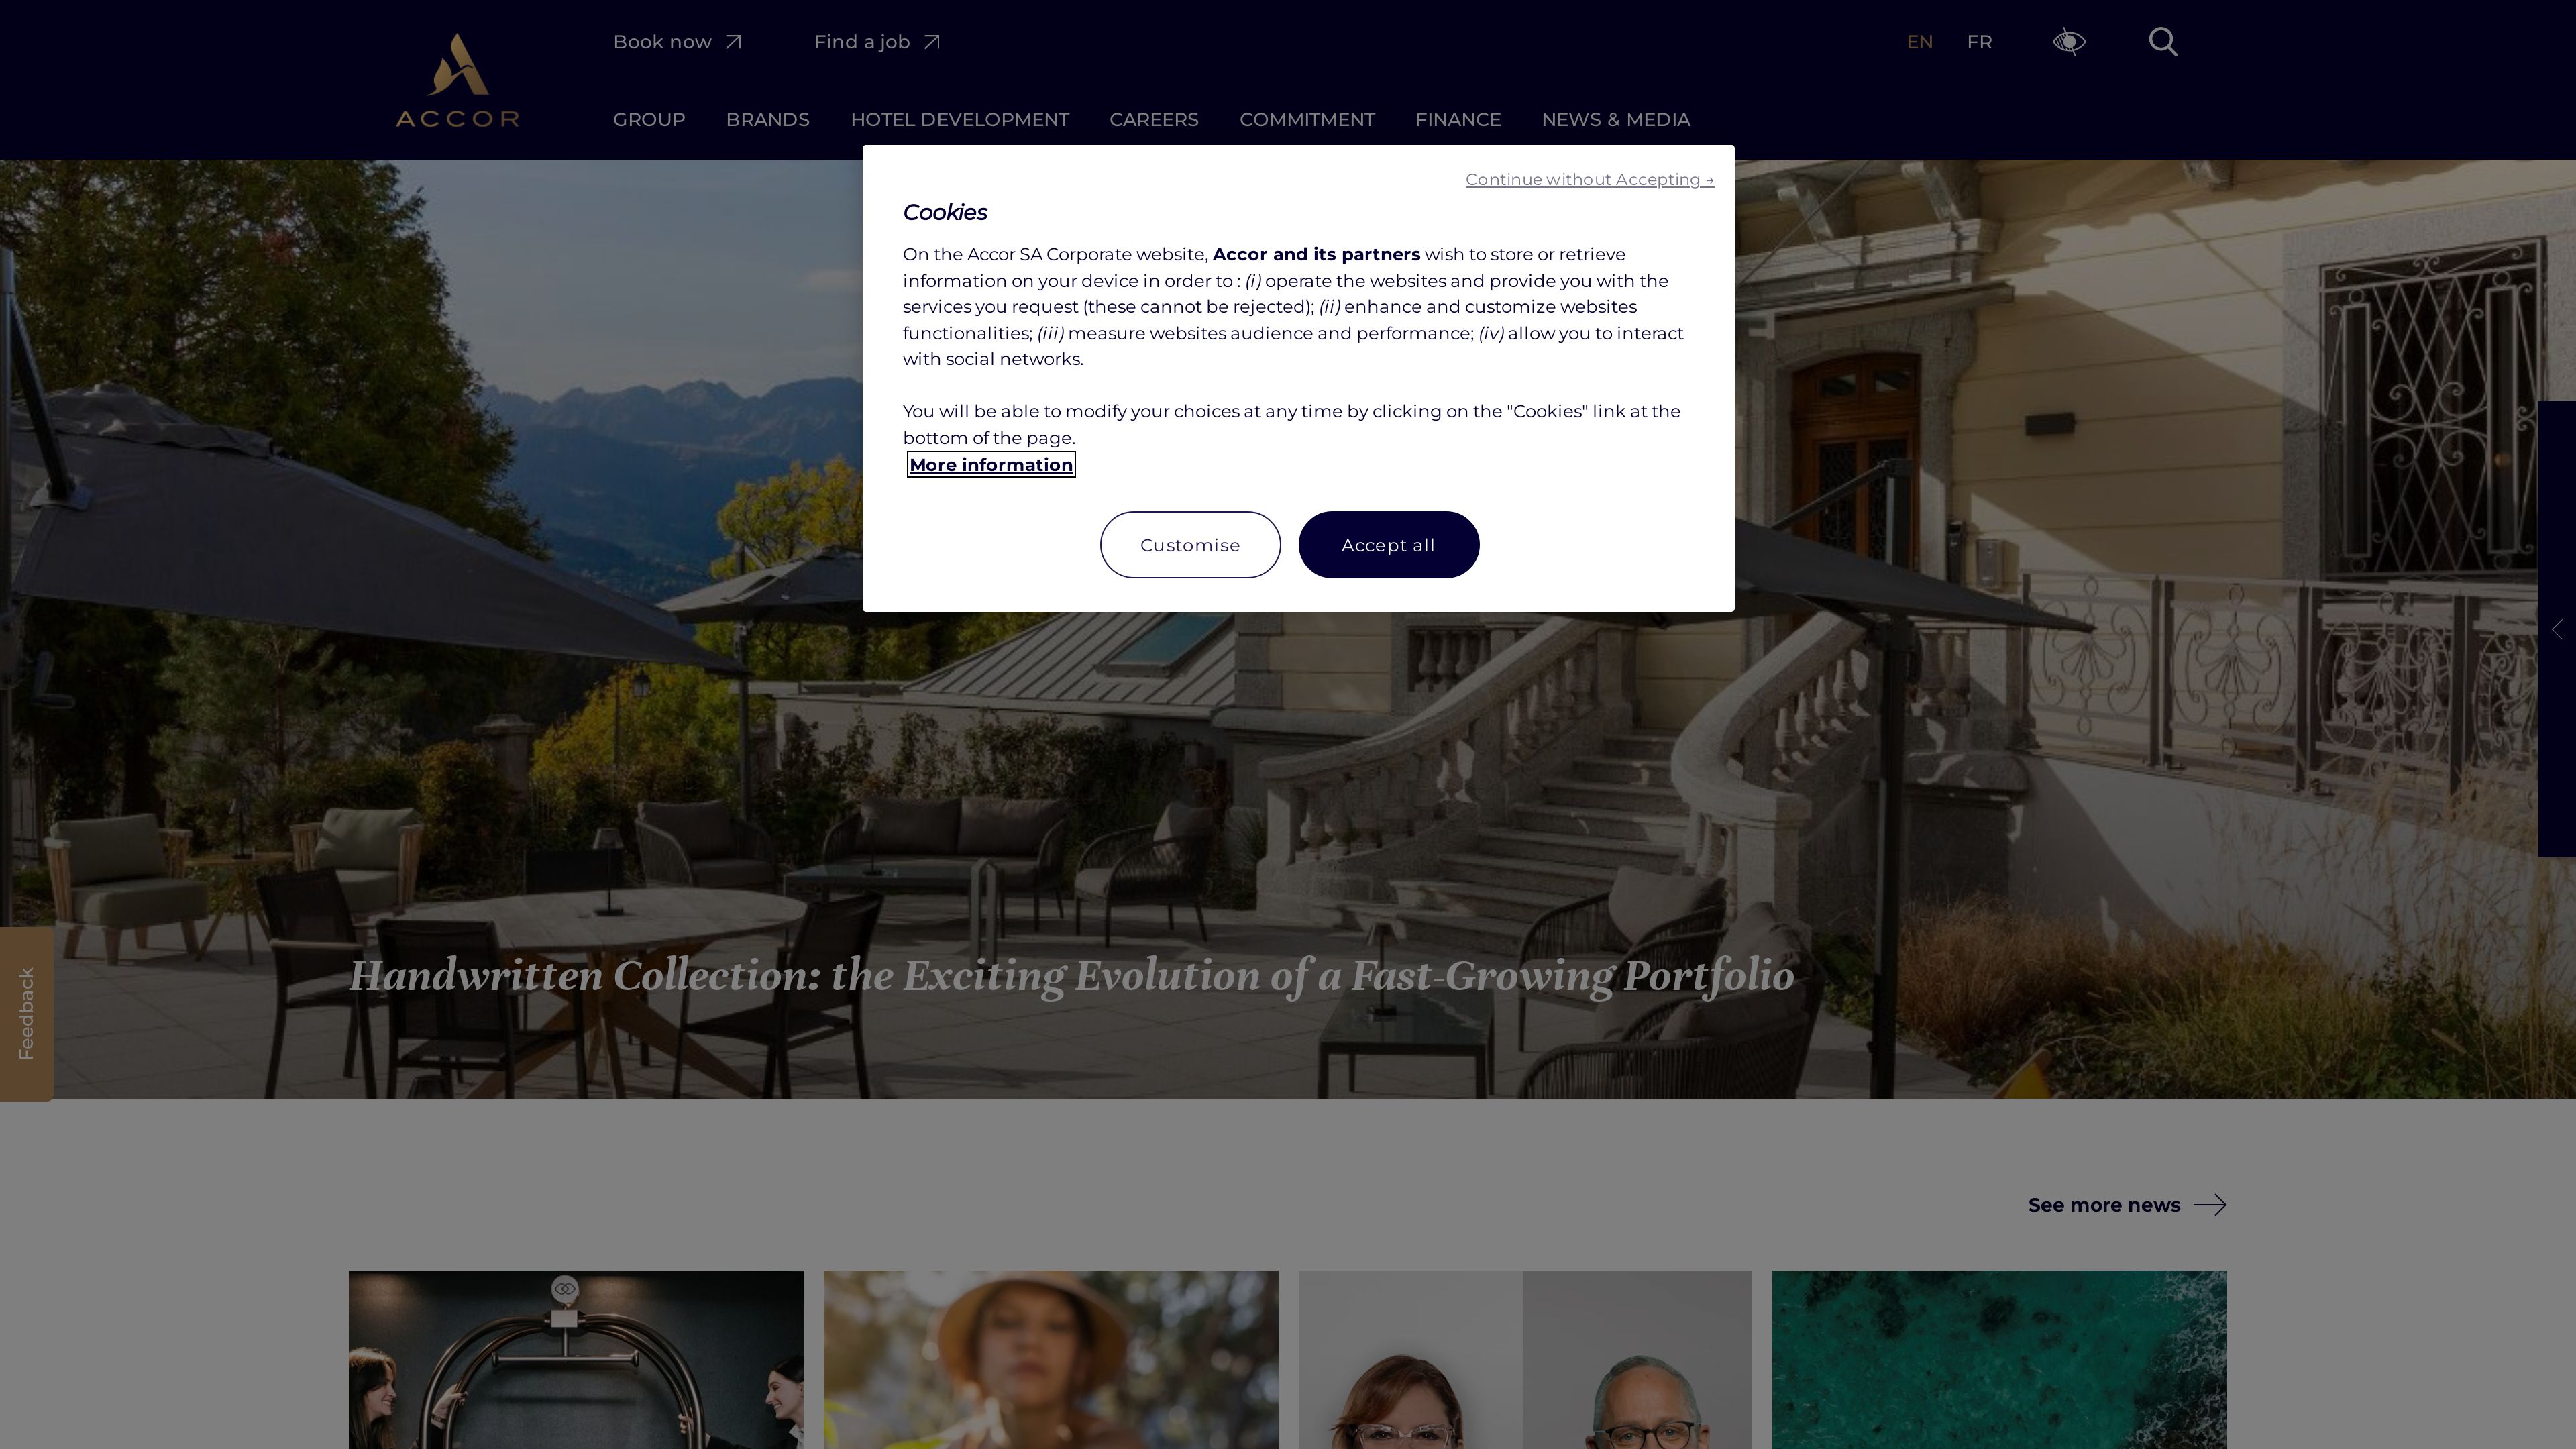 Book now
Find a job
EN
FR
ACCOR
GROUP
BRANDS
HOTEL DEVELOPMENT
CAREERS
COMMITMENT
FINANCE
NEWS & MEDIA
Continue without Accepting →
Cookies
On the Accor SA Corporate website, Accor and its partners wish to store or retrieve
information on your device in order to : (i) operate the websites and provide you with the
services you request (these cannot be rejected); (ii) enhance and customize websites
functionalities; (iii) measure websites audience and performance; (iv) allow you to interact
with social networks.
You will be able to modify your choices at any time by clicking on the "Cookies" link at the
bottom of the page.
More information
Customise
Accept all
Handwritten Collection: the Exciting Evolution of a Fast-Growing Portfolio
Feedback
See more news